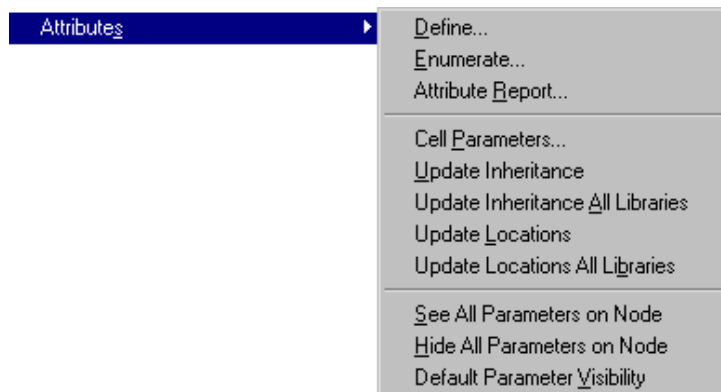 Attributes
Define...
Enumerate...
Attribute Report...
Cell Parameters...
Update Inheritance
Update Inheritance All Libraries
Update Locations
Update Locations All Libraries
See All Parameters on Node
Hide All Parameters on Node
Default Parameter Visibility